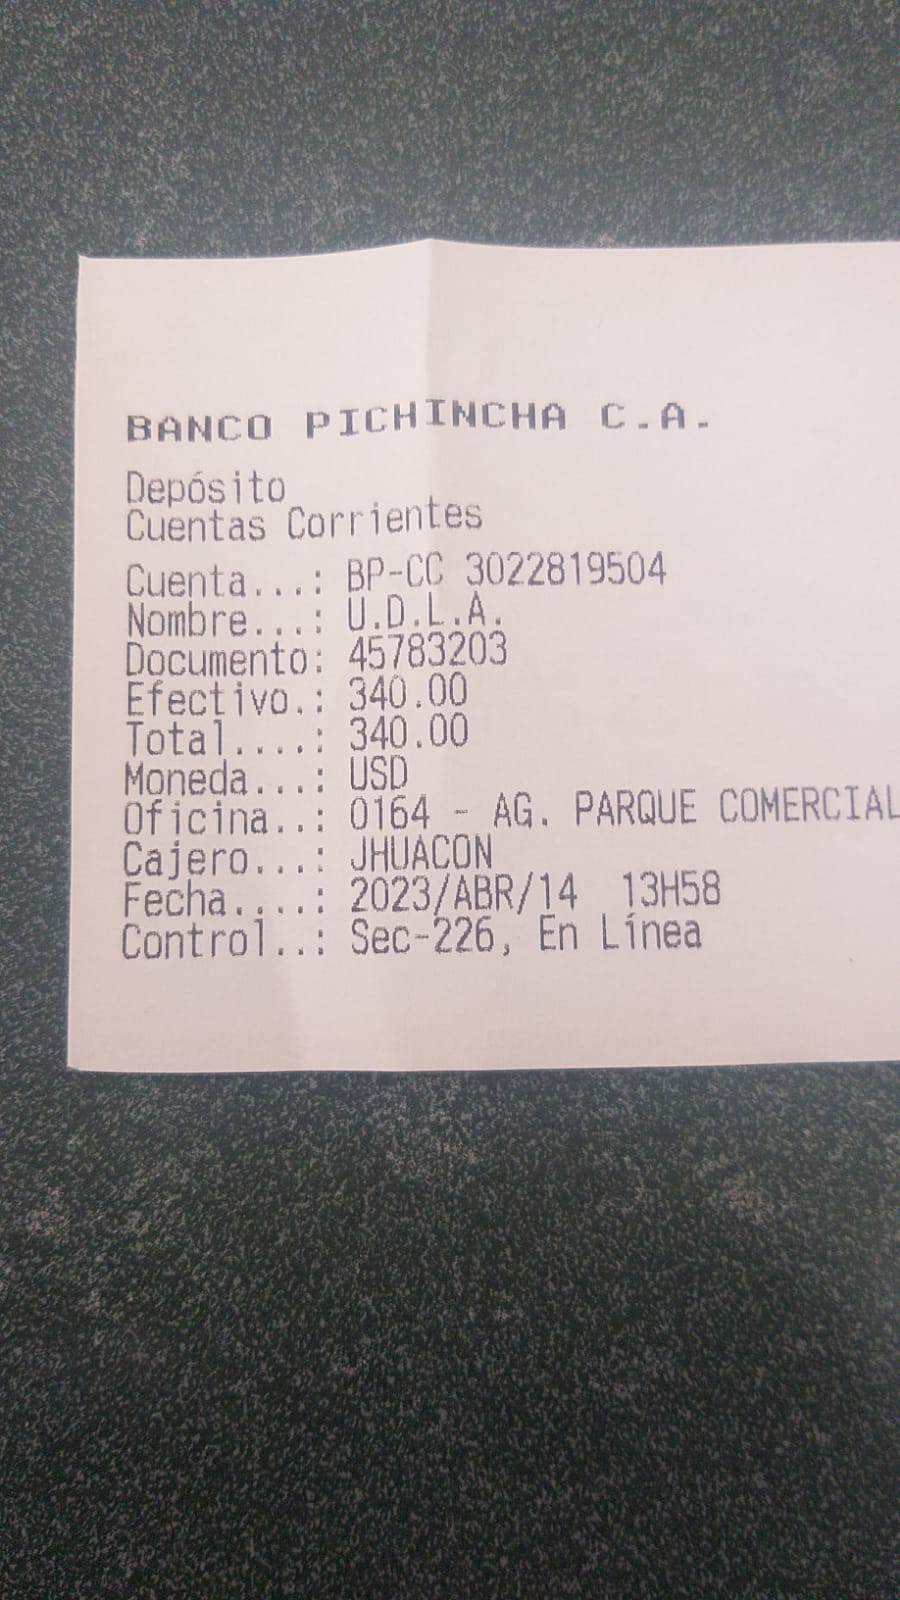 BANCO PICHINCHA C.A.
Depósito
Cuentas Corrientes
Cuenta...: BP-CC 3022819504
Nombre...: U.D.L.A.
Documento: 45783203
Efectivo.: 340.00
Total....: 340.00
Moneda...: USD
Oficina..: 0164 - AG. PARQUE COMERCIAL
Cajero...: JHUACON
Fecha....: 2023/ABR/14 13H58
Control..: Sec-226, En Línea